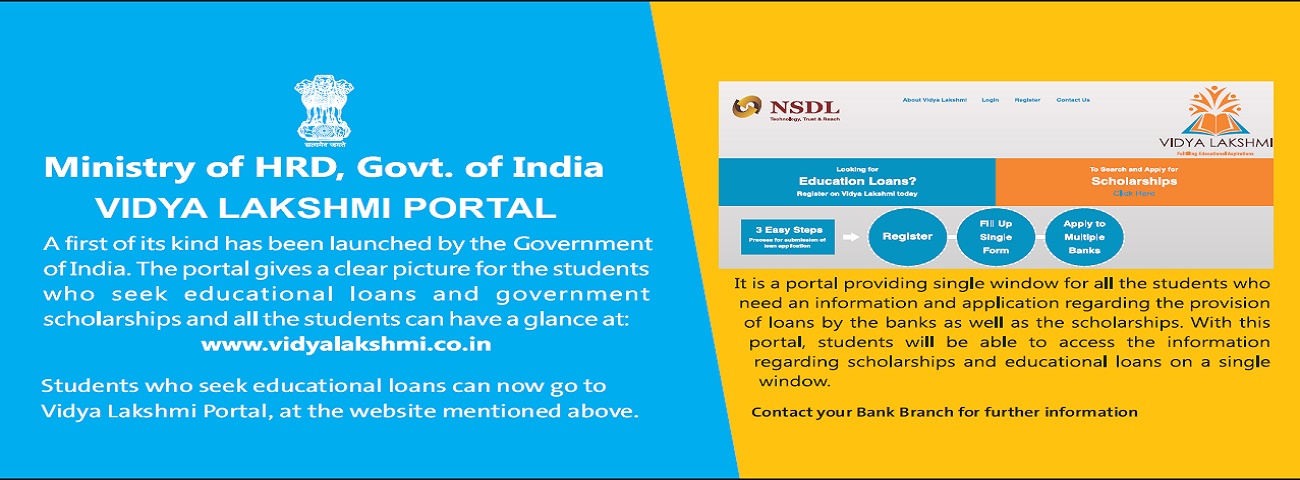 सत्यमेव जयते
Ministry of HRD, Govt. of India
VIDYA LAKSHMI PORTAL
A first of its kind has been launched by the Government
of India. The portal gives a clear picture for the students
who seek educational loans and government
scholarships and all the students can have a glance at:
www.vidyalakshmi.co.in
Students who seek educational loans can now go to
Vidya Lakshmi Portal, at the website mentioned above.
NSDL
Technology, Trust & Reach
About Vidya Lakshmi Login Register Contact Us
VIDYA LAKSHMI
Fulfilling Educational Aspirations
Looking for
Education Loans?
Register on Vidya Lakshmi today
To Search and Apply for
Scholarships
Click Here
3 Easy Steps
Process for submission of
loan application
Register
Fill Up
Single
Form
Apply to
Multiple
Banks
It is a portal providing single window for all the students who
need an information and application regarding the provision
of loans by the banks as well as the scholarships. With this
portal, students will be able to access the information
regarding scholarships and educational loans on a single
window.
Contact your Bank Branch for further information